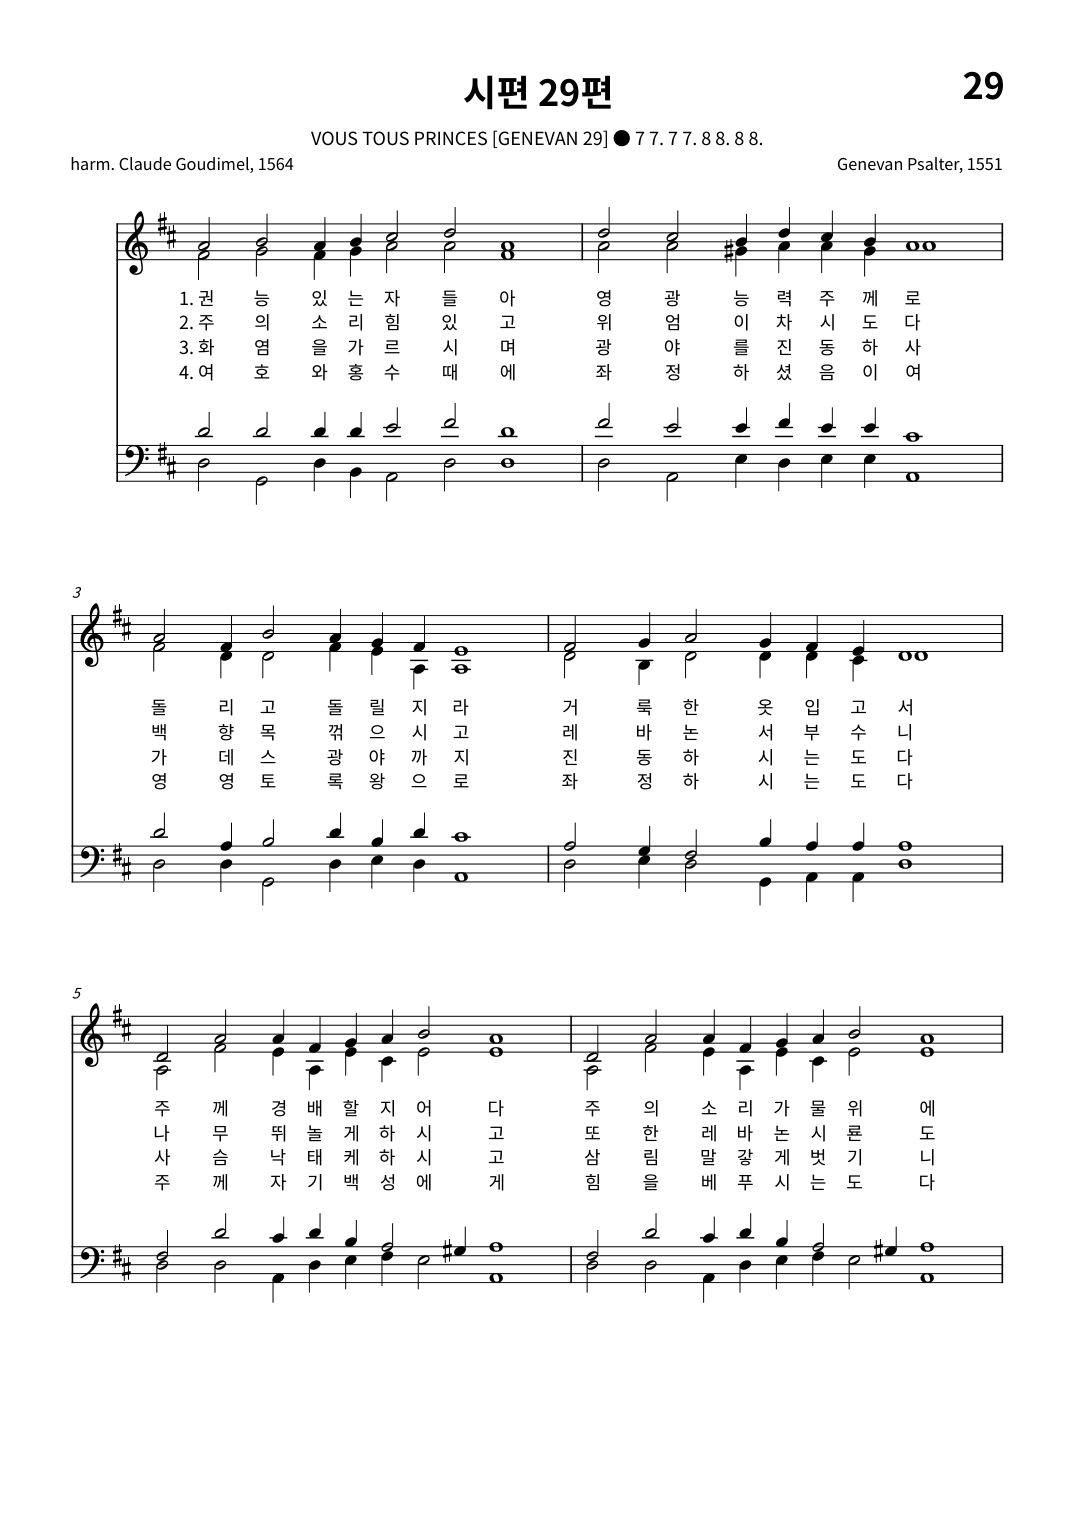 시편 29편
29
VOUS TOUS PRINCES [GENEVAN 29] ● 7 7. 7 7. 8 8. 8 8.
harm. Claude Goudimel, 1564
Genevan Psalter, 1551
1. 권 능 있 는 자 들 아 영 광 능 력 주 께 로
2. 주 의 소 리 힘 있 고 위 엄 이 차 시 도 다
3. 화 염 을 가 르 시 며 광 야 를 진 동 하 사
4. 여 호 와 홍 수 때 에 좌 정 하 셨 음 이 여
3
돌 리 고 돌 릴 지 라 거 룩 한 옷 입 고 서
백 향 목 꺾 으 시 고 레 바 논 서 부 수 니
가 데 스 광 야 까 지 진 동 하 시 는 도 다
영 영 토 록 왕 으 로 좌 정 하 시 는 도 다
5
주 께 경 배 할 지 어 다 주 의 소 리 가 물 위 에
나 무 뛰 놀 게 하 시 고 또 한 레 바 논 시 룐 도
사 슴 낙 태 케 하 시 고 삼 림 말 갛 게 벗 기 니
주 께 자 기 백 성 에 게 힘 을 베 푸 시 는 도 다